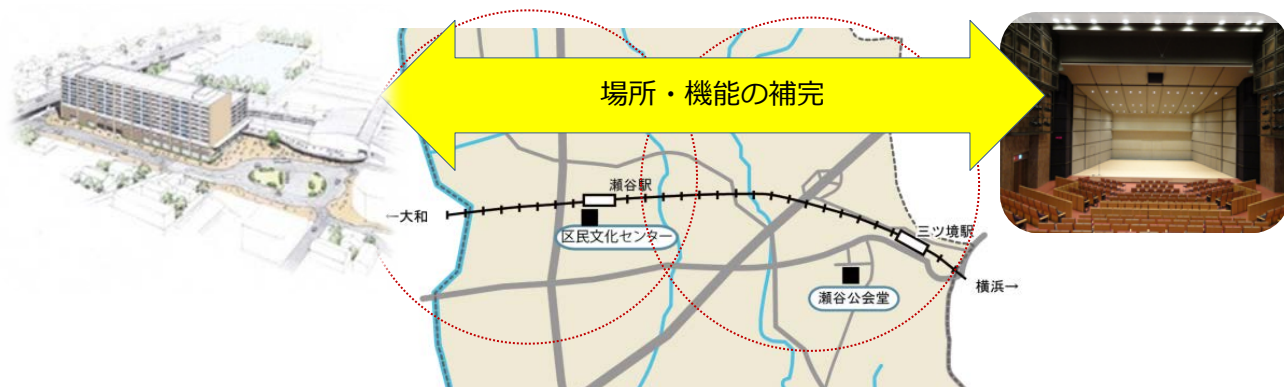 場所・機能の補完
瀬谷駅
←大和
区民文化センター
三ツ境駅
横浜→
瀬谷公会堂